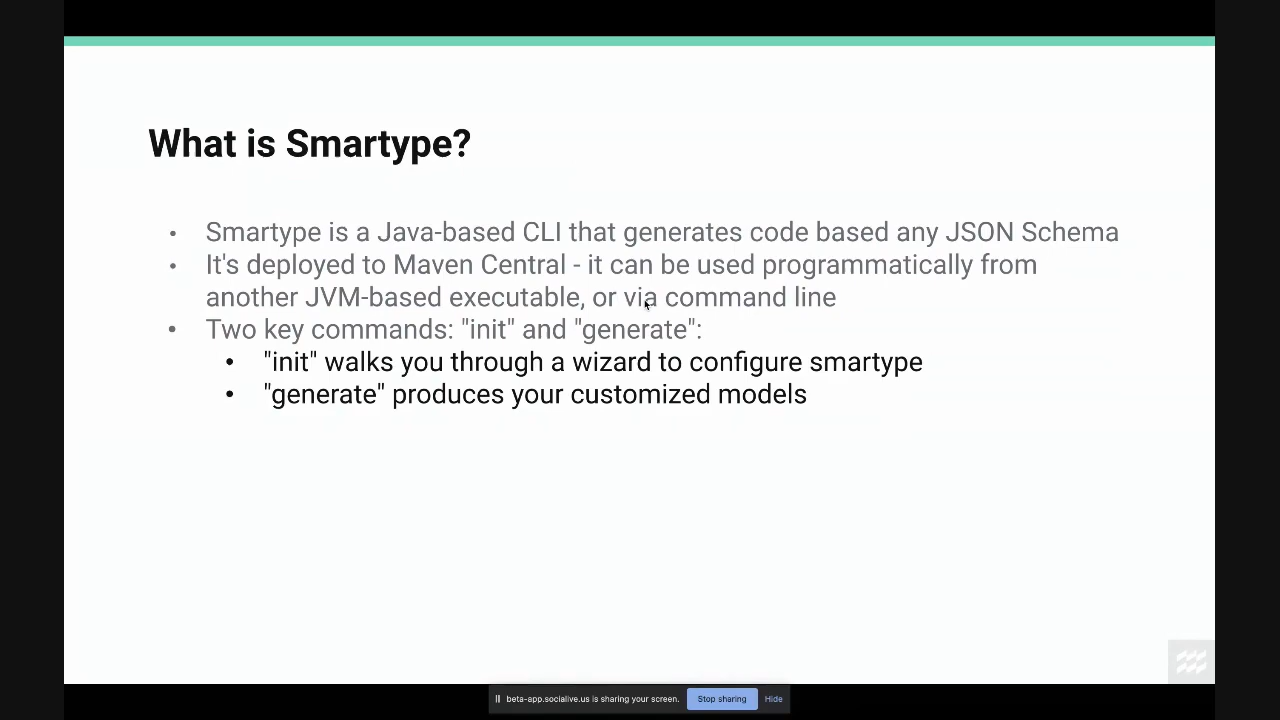 What is Smartype?
• Smartype is a Java-based CLI that generates code based any JSON Schema
• It's deployed to Maven Central - it can be used programmatically from
another JVM-based executable, or via command line
• Two key commands: "init" and "generate":
• "init" walks you through a wizard to configure smartype
• "generate" produces your customized models
beta-app.socialive.us is sharing your screen. Stop sharing Hide